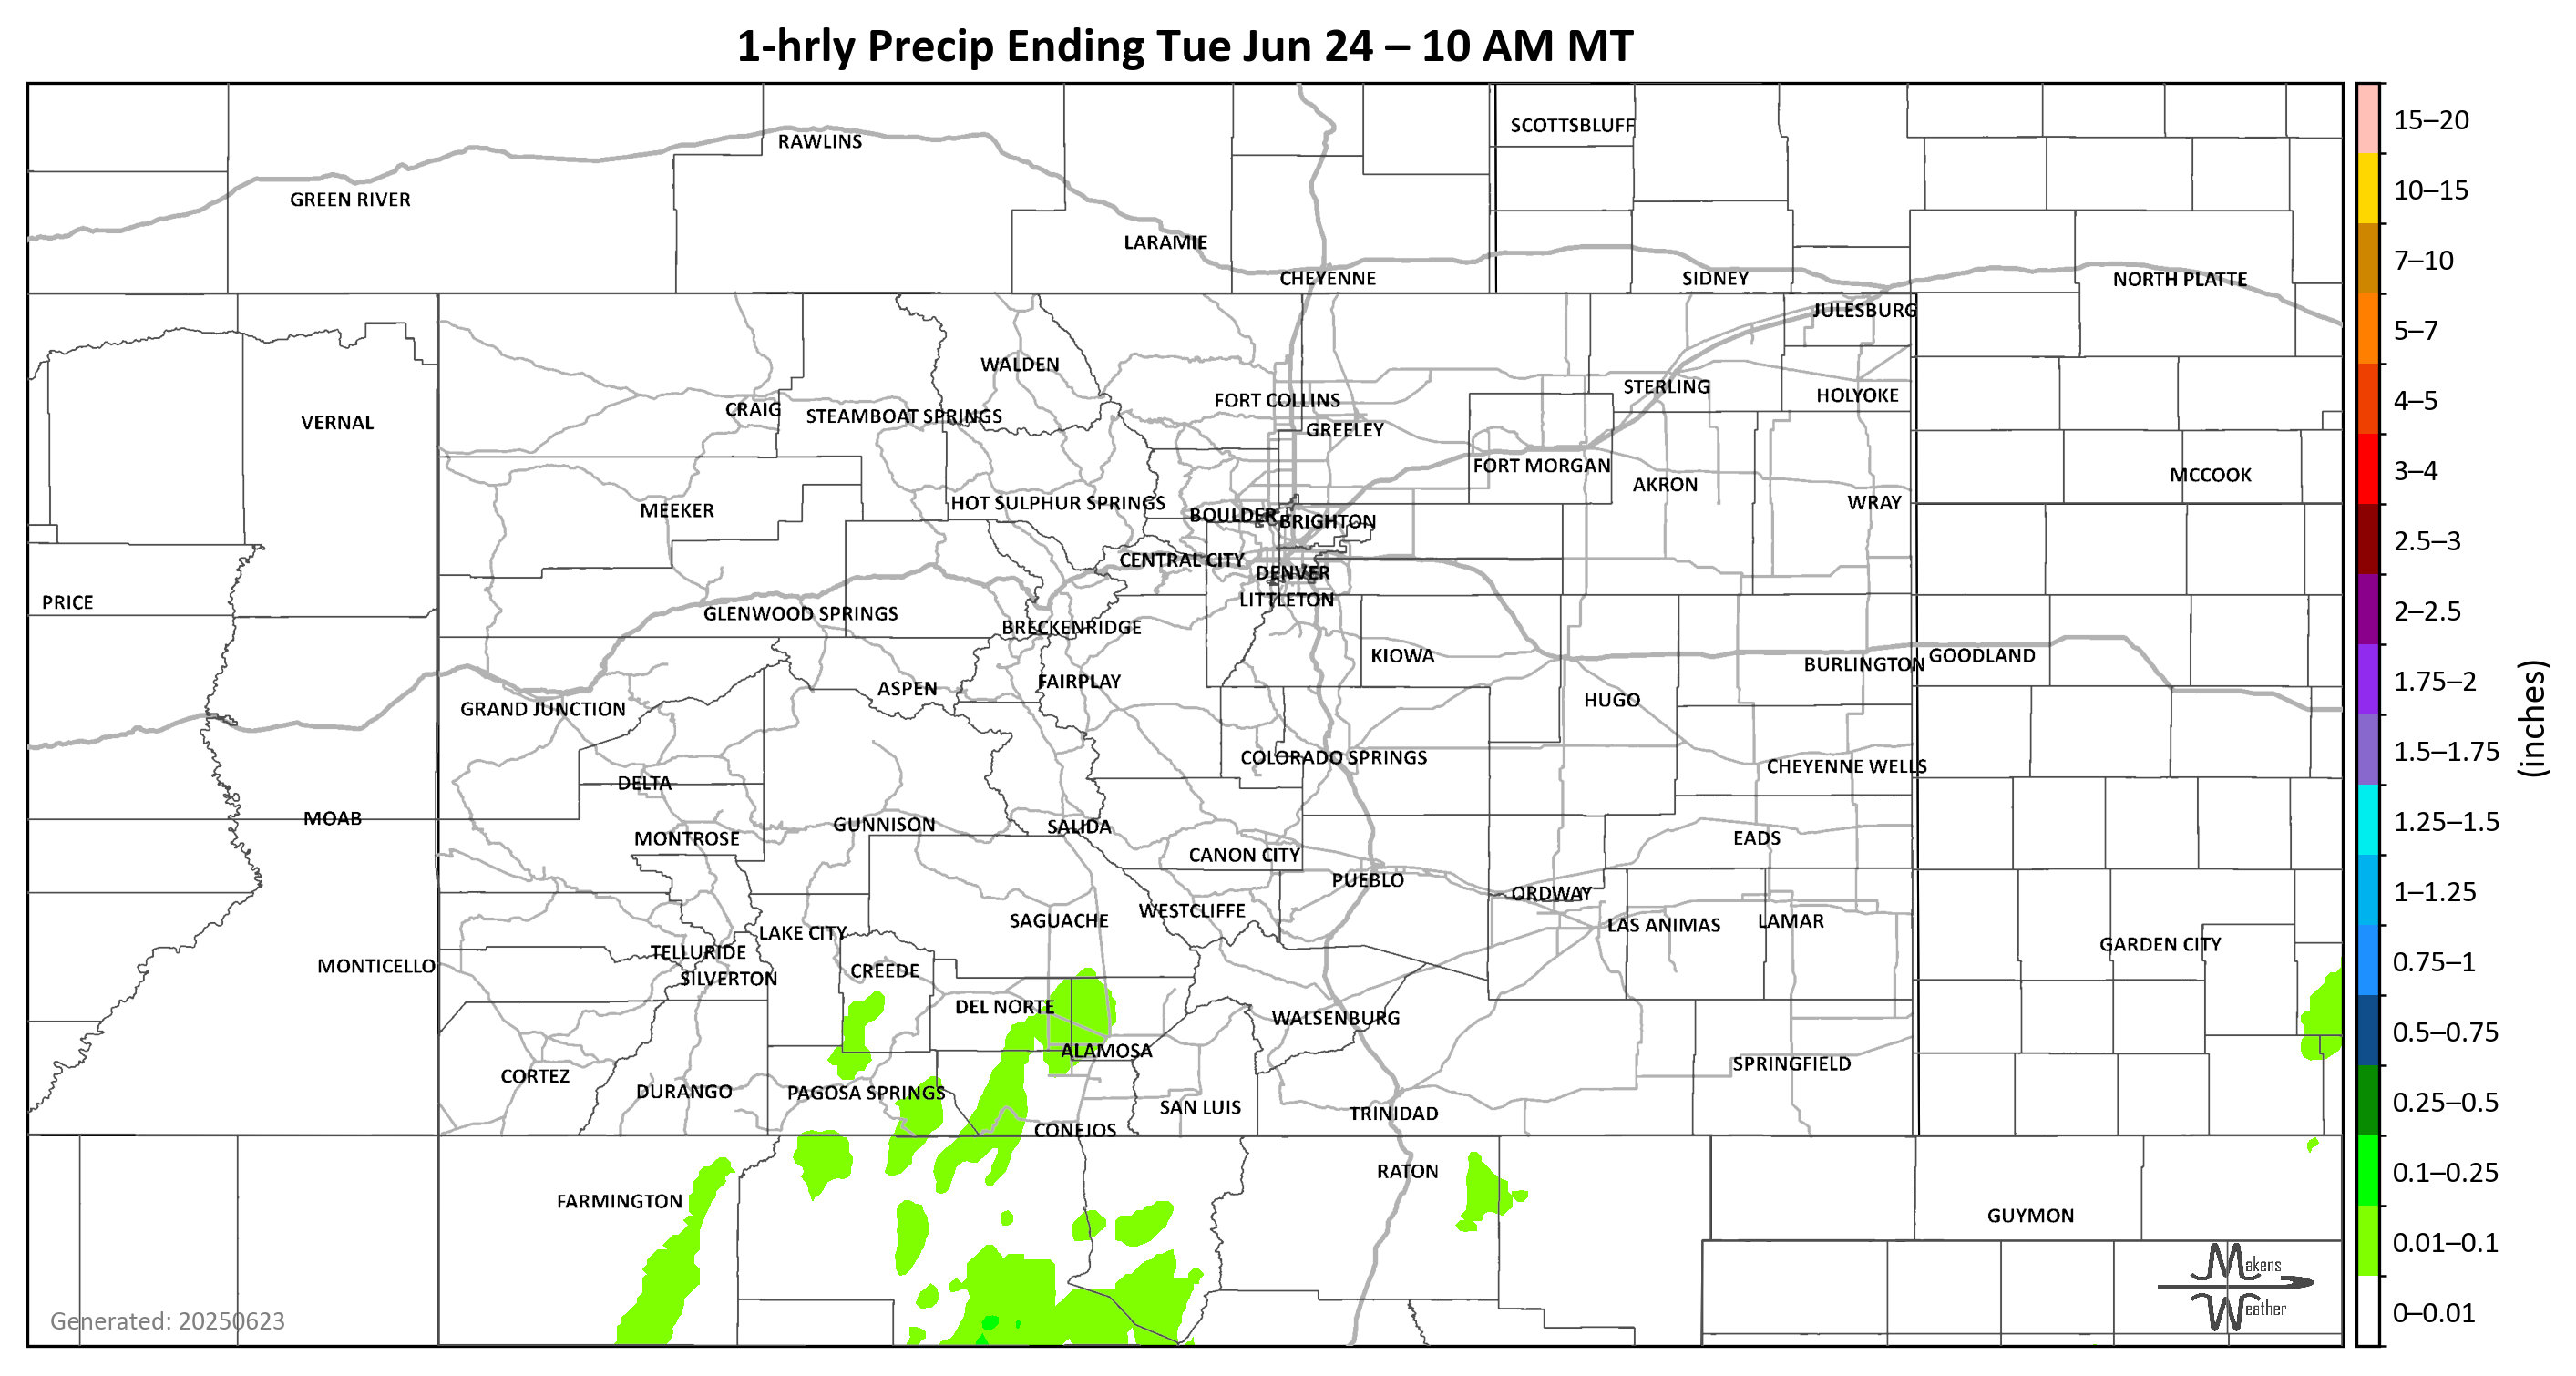 1-hrly Precip Ending Tue Jun 24 – 10 AM MT
SCOTTSBLUFF
RAWLINS
GREEN RIVER
LARAMIE
CHEYENNE
SIDNEY
NORTH PLATTE
JULESBURG
WALDEN
STERLING
HOLYOKE
FORT COLLINS
CRAIG
STEAMBOAT SPRINGS
VERNAL
GREELEY
FORT MORGAN
MCCOOK
AKRON
WRAY
HOT SULPHUR SPRINGS
MEEKER
BOULDER
BRIGHTON
CENTRAL CITY
DENVER
LITTLETON
PRICE
GLENWOOD SPRINGS
BRECKENRIDGE
KIOWA
BURLINGTON
GOODLAND
FAIRPLAY
ASPEN
HUGO
GRAND JUNCTION
COLORADO SPRINGS
CHEYENNE WELLS
DELTA
MOAB
GUNNISON
SALIDA
MONTROSE
EADS
CANON CITY
PUEBLO
ORDWAY
WESTCLIFFE
SAGUACHE
LAS ANIMAS
LAMAR
LAKE CITY
GARDEN CITY
TELLURIDE
MONTICELLO
CREEDE
SILVERTON
DEL NORTE
WALSENBURG
ALAMOSA
SPRINGFIELD
CORTEZ
DURANGO
PAGOSA SPRINGS
SAN LUIS
TRINIDAD
CONEJOS
RATON
FARMINGTON
GUYMON
Makens
Weather
Generated: 20250623
15–20
10–15
7–10
5–7
4–5
3–4
2.5–3
2–2.5
1.75–2
1.5–1.75
1.25–1.5
1–1.25
0.75–1
0.5–0.75
0.25–0.5
0.1–0.25
0.01–0.1
0–0.01
(inches)